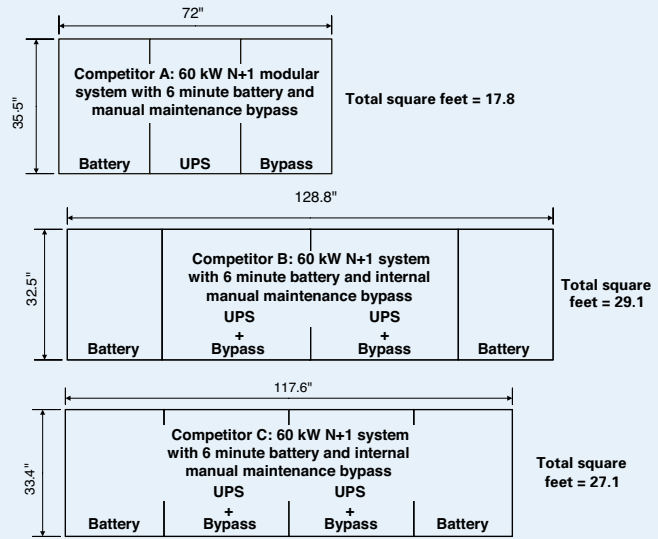 72"
35.5"
Competitor A: 60 kW N+1 modular
system with 6 minute battery and
manual maintenance bypass
Battery UPS Bypass
Total square feet = 17.8
128.8"
32.5"
Competitor B: 60 kW N+1 system
with 6 minute battery and internal
manual maintenance bypass
UPS UPS
+ +
Battery Bypass Bypass Battery
Total square
feet = 29.1
117.6"
33.4"
Competitor C: 60 kW N+1 system
with 6 minute battery and internal
manual maintenance bypass
UPS UPS
+ +
Battery Bypass Bypass Battery
Total square
feet = 27.1